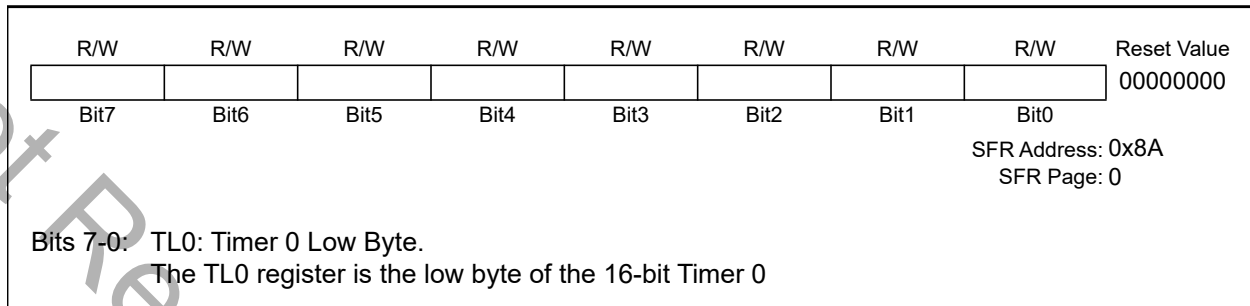 R/W R/W R/W R/W R/W R/W R/W R/W Reset Value
00000000
Bit7 Bit6 Bit5 Bit4 Bit3 Bit2 Bit1 Bit0
SFR Address: 0x8A
SFR Page: 0
Bits 7-0: TL0: Timer 0 Low Byte.
The TL0 register is the low byte of the 16-bit Timer 0